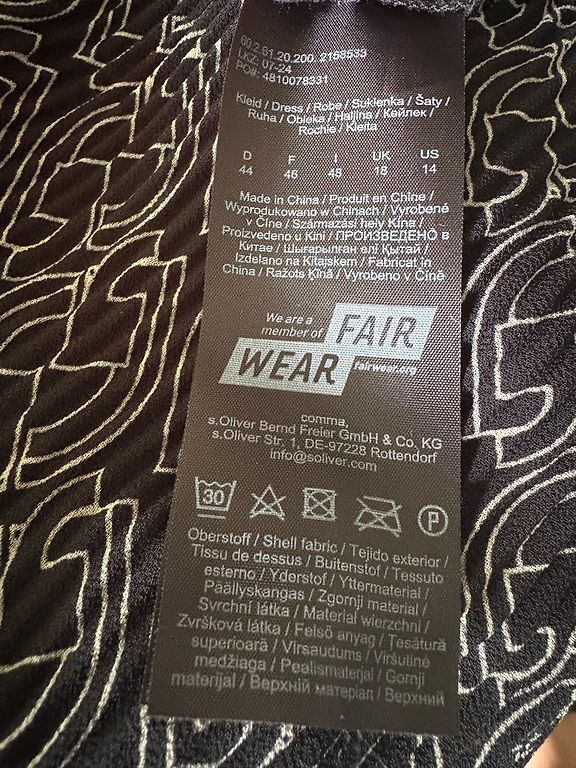 60.2.61.20.200. 2158533
LKZ: 07-24
PO#: 4810078331
Kleid / Dress / Robe / Sukienka / Šaty /
Ruha / Obleka / Haljina / Кейлек /
Rochie / Kleita
D F I UK US
44 46 48 18 14
Made in China / Produit en Chine /
Wyprodukowano w Chinach / Vyrobené
v Číne / Származási hely Kína /
Proizvedeno u Kini / ПРОИЗВЕДЕНО в
Китае / Шығарылған елі Қытай /
Izdelano na Kitajskem / Fabricat in
China / Ražots Ķīnā / Vyrobeno v Číně
We are a
member of
FAIR
WEAR
fairwear.org
comma,
s.Oliver Bernd Freier GmbH & Co. KG
s.Oliver Str. 1, DE-97228 Rottendorf
info@soliver.com
30 P
Oberstoff / Shell fabric / Tejido exterior /
Tissu de dessus / Buitenstof / Tessuto
esterno / Yderstof / Yttermaterial /
Päällyskangas / Zgornji material /
Svrchní látka / Materiał wierzchni /
Zvršková látka / Felső anyag / Țesătură
superioară / Virsaudums / Viršutinė
medžiaga / Pealismaterjal / Gornji
materijal / Верхній матеріал / Верхний